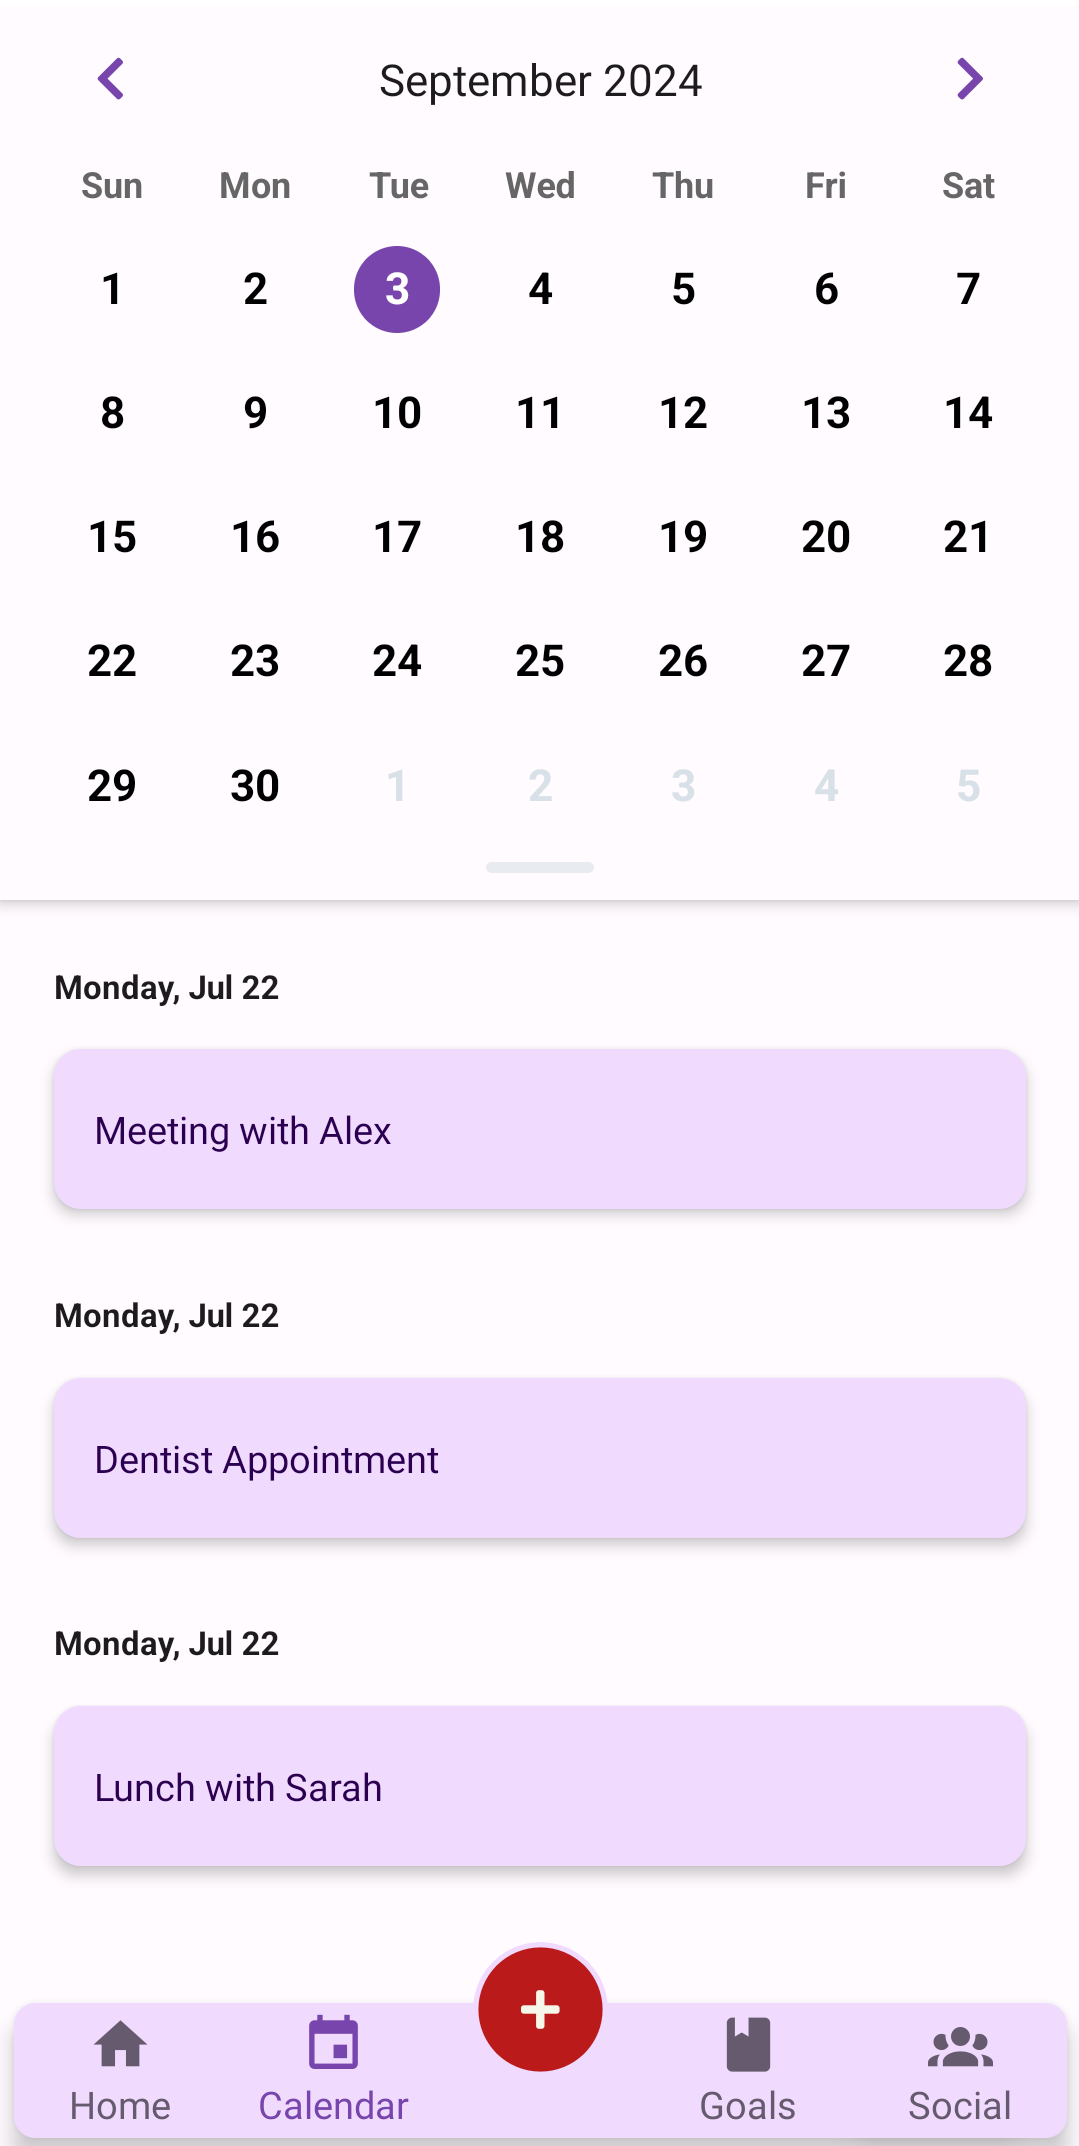 September 2024
Sun Mon Tue Wed Thu Fri Sat
1 2 3 4 5 6 7
8 9 10 11 12 13 14
15 16 17 18 19 20 21
22 23 24 25 26 27 28
29 30 1 2 3 4 5
Monday, Jul 22
Meeting with Alex
Monday, Jul 22
Dentist Appointment
Monday, Jul 22
Lunch with Sarah
Home Calendar Goals Social